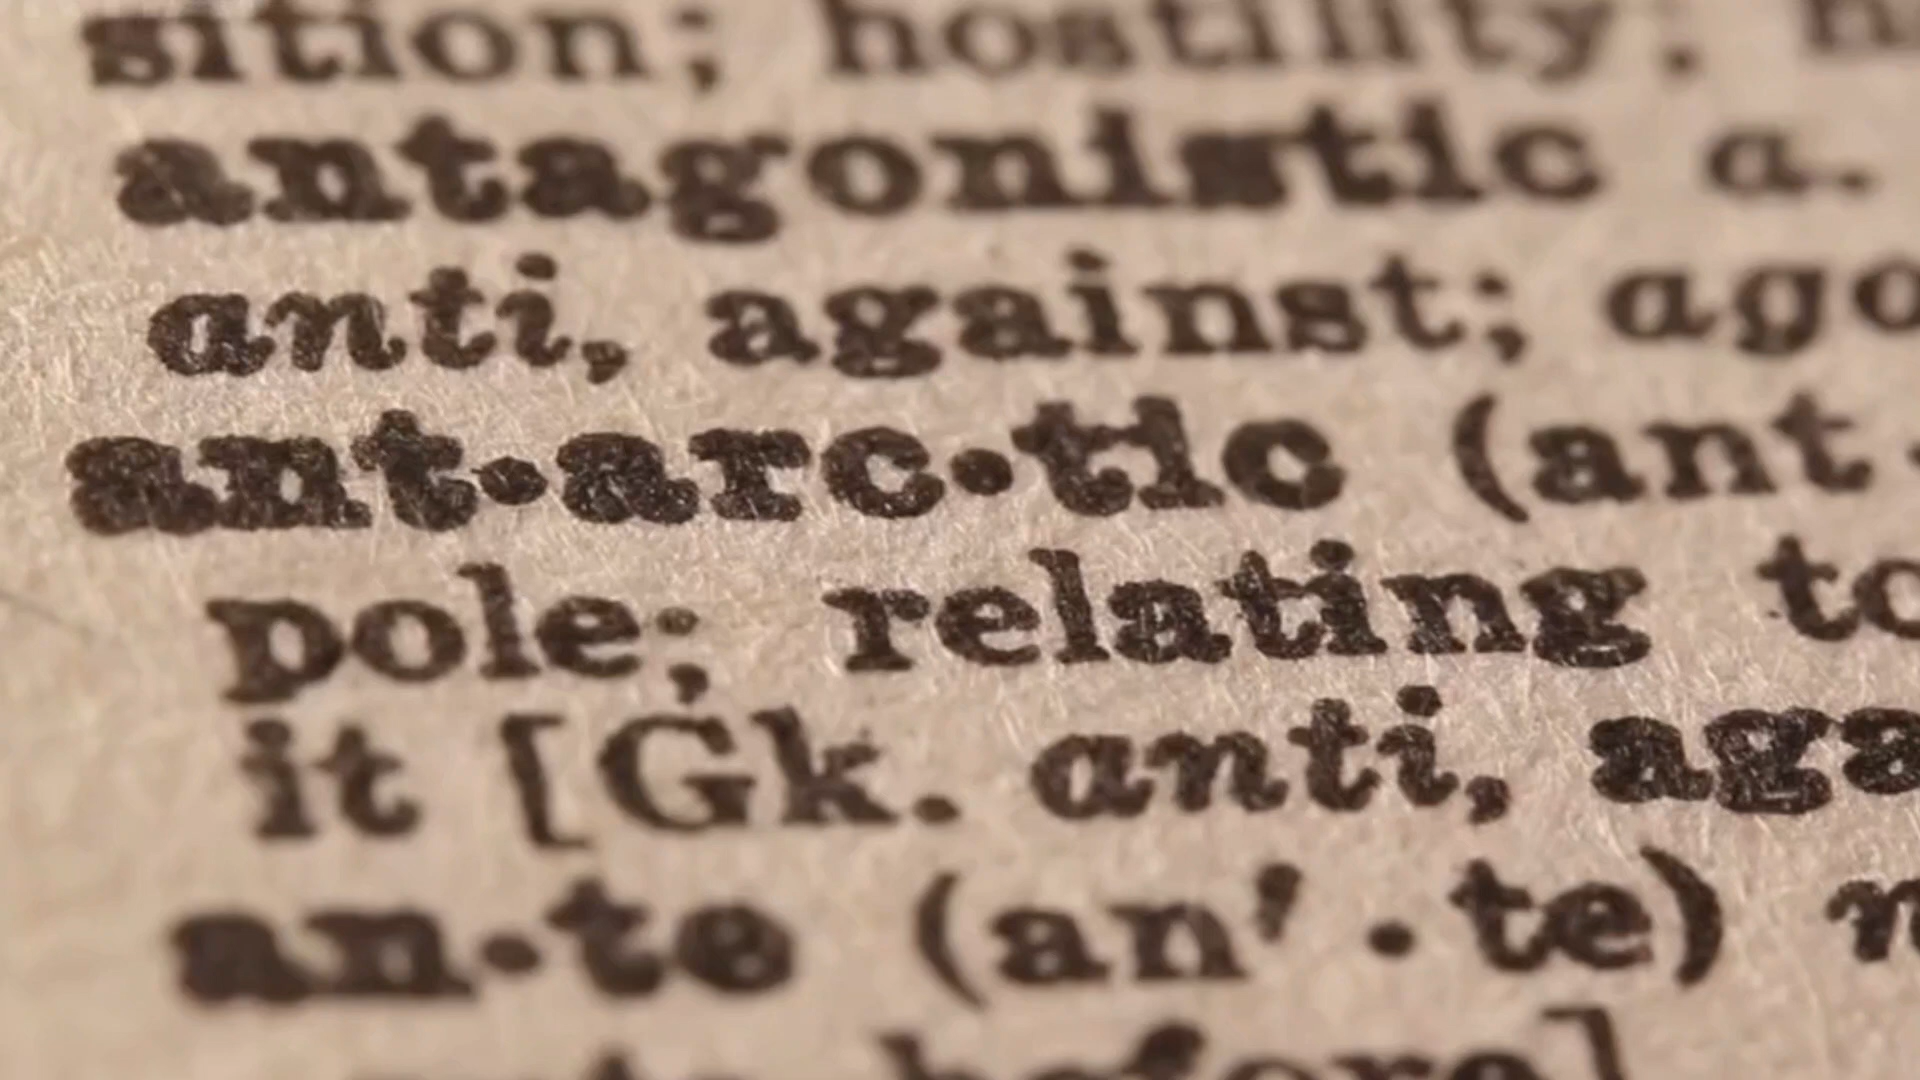 sition; hostility.
antagonistic a.
anti, against; ago
ant·arc·tic (ant·
pole; relating to
it [Gk. anti, aga
an·te (an'·te) n
before]